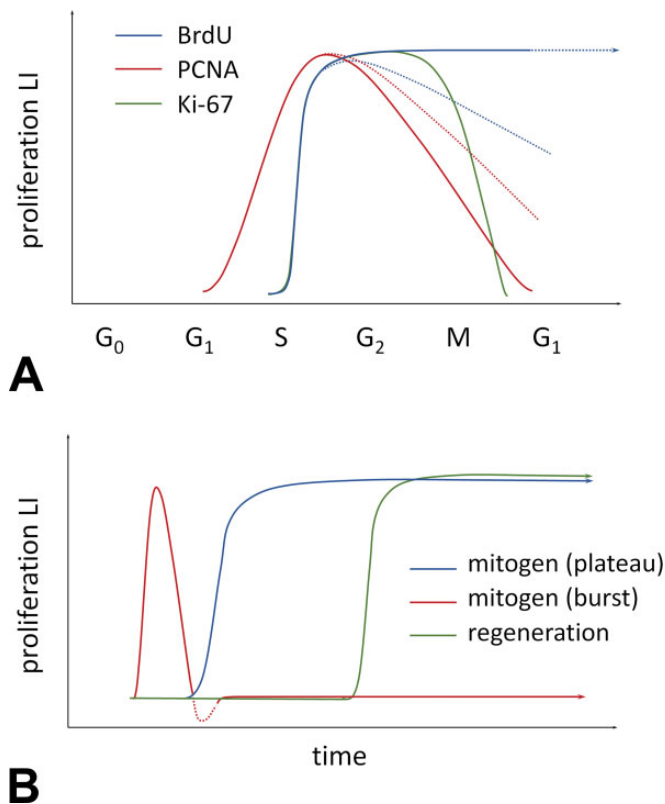 BrdU
PCNA
Ki-67
proliferation LI
G₀ G₁ S G₂ M G₁
A
proliferation LI
mitogen (plateau)
mitogen (burst)
regeneration
time
B